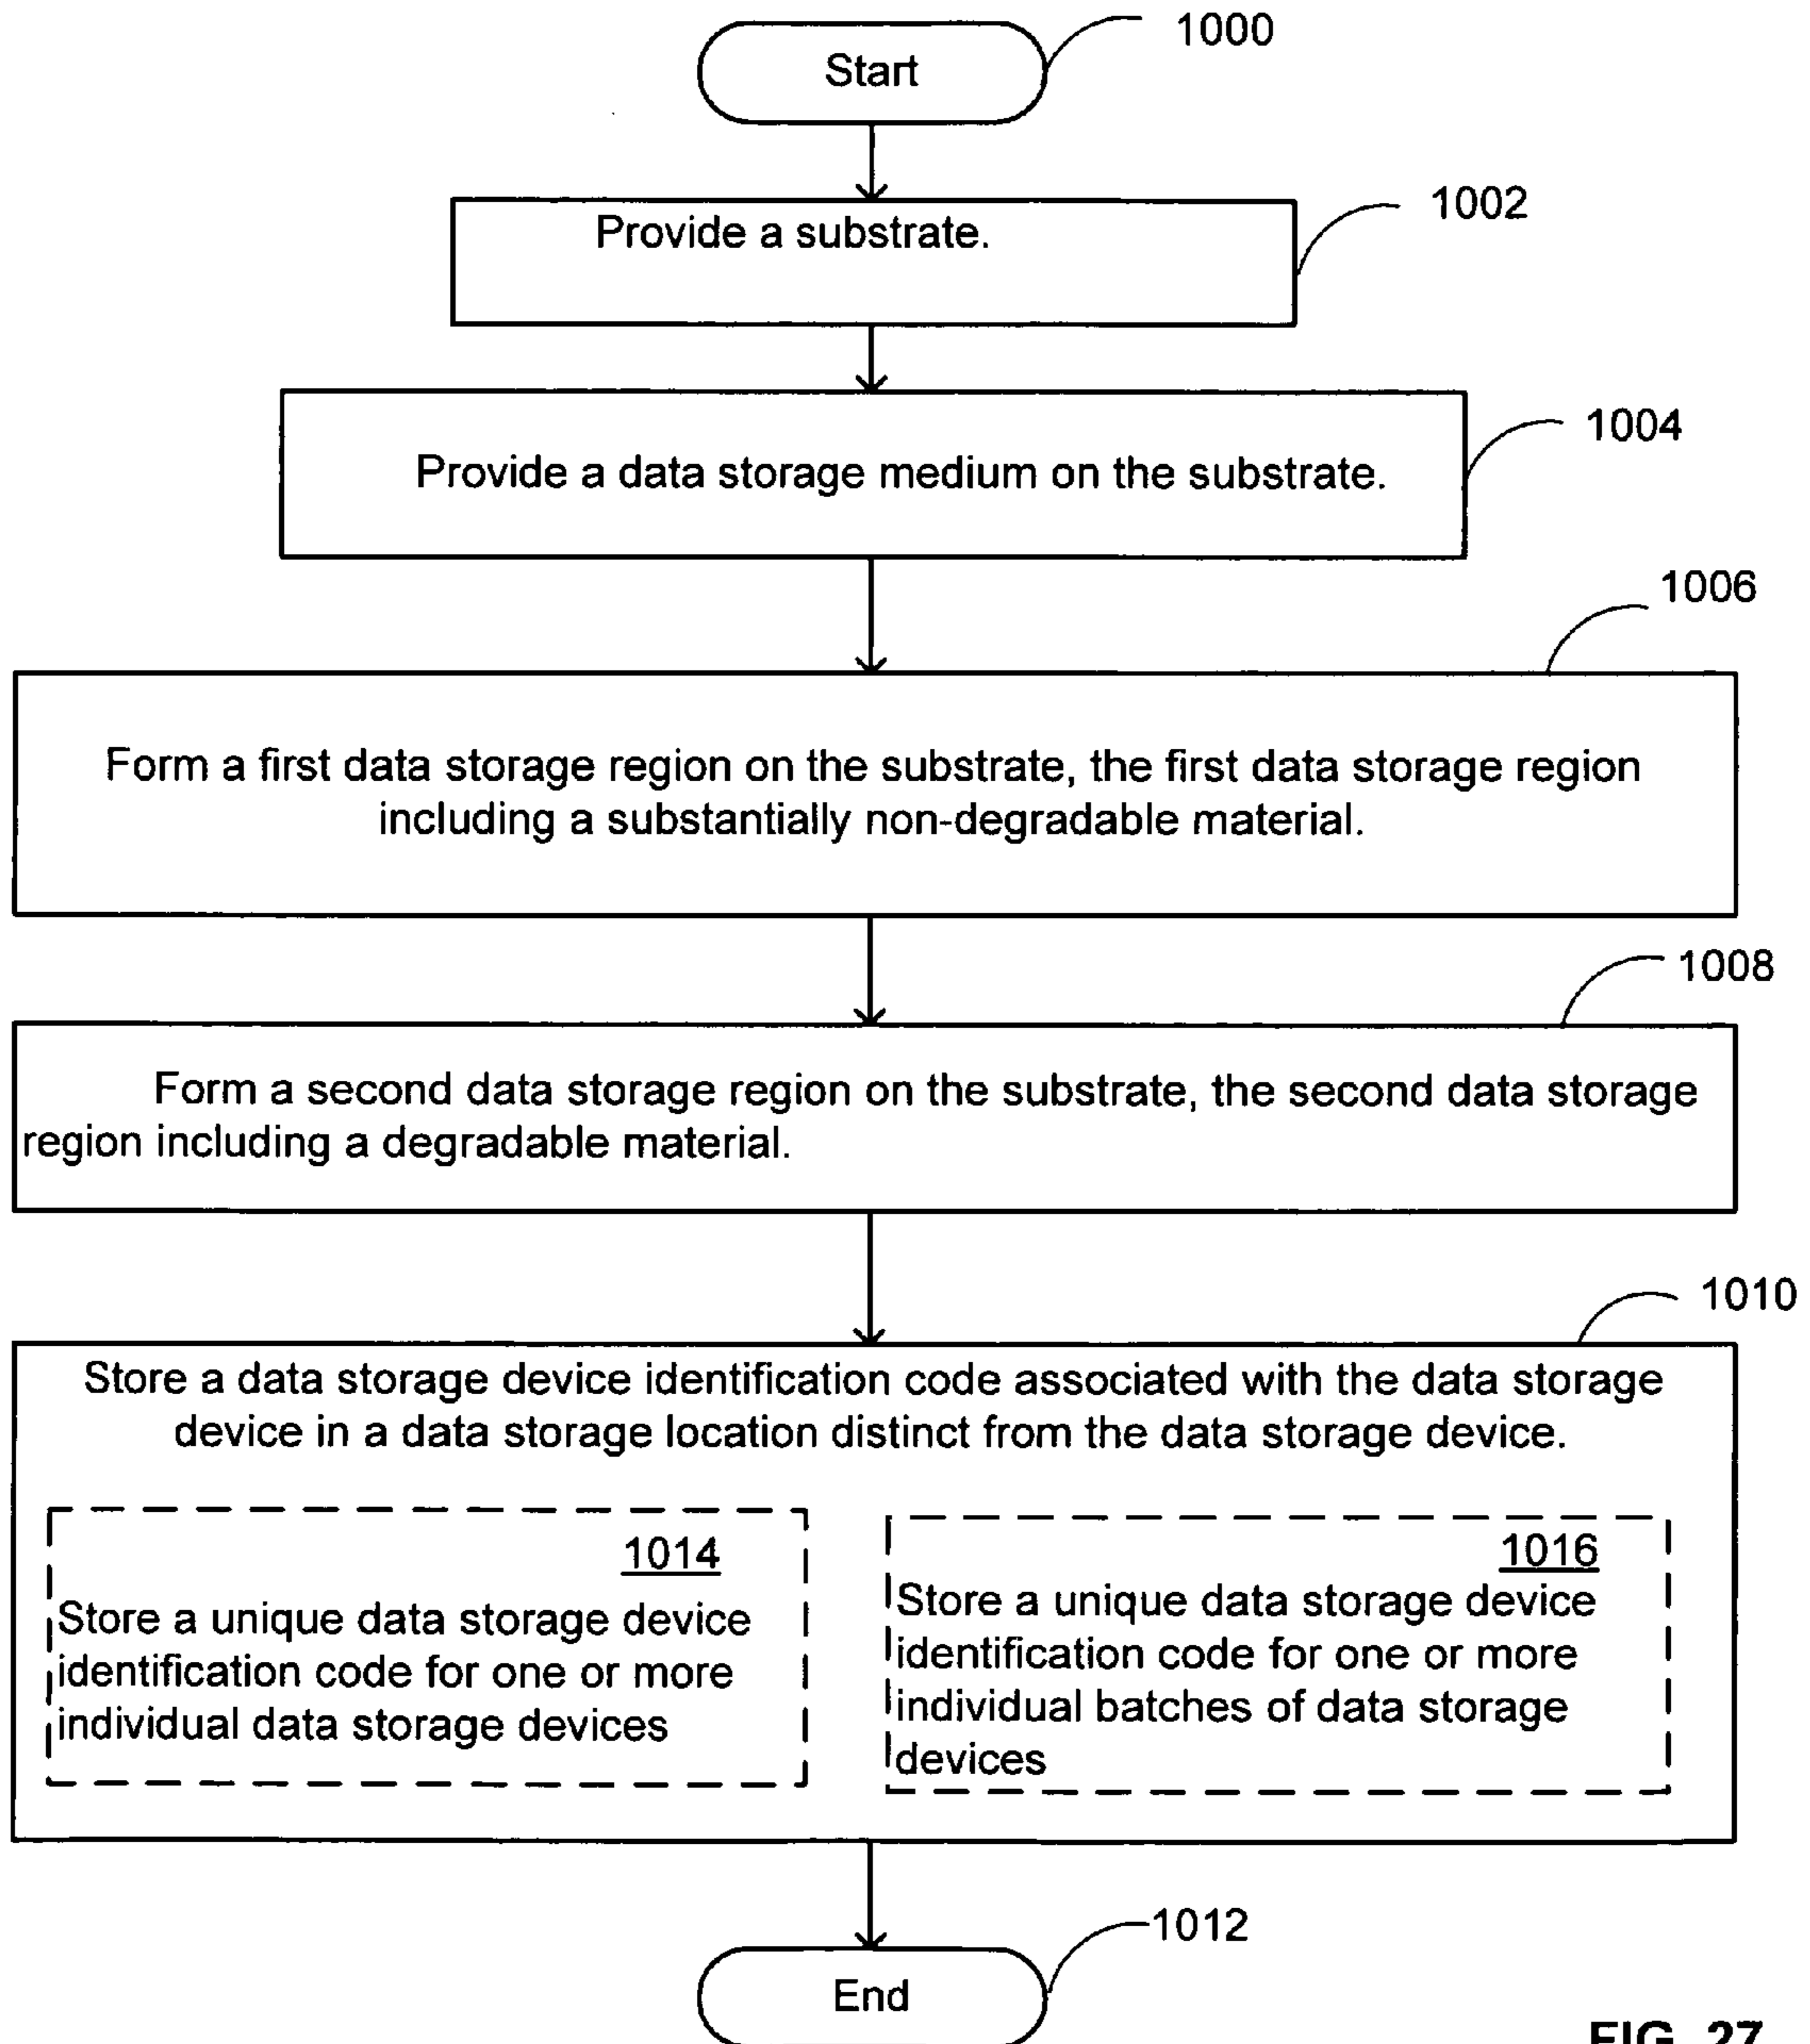 1000
Start
1002
Provide a substrate.
1004
Provide a data storage medium on the substrate.
1006
Form a first data storage region on the substrate, the first data storage region
including a substantially non-degradable material.
1008
Form a second data storage region on the substrate, the second data storage
region including a degradable material.
1010
Store a data storage device identification code associated with the data storage
device in a data storage location distinct from the data storage device.
1014
Store a unique data storage device
identification code for one or more
individual data storage devices
1016
Store a unique data storage device
identification code for one or more
individual batches of data storage
devices
1012
End
FIG. 27